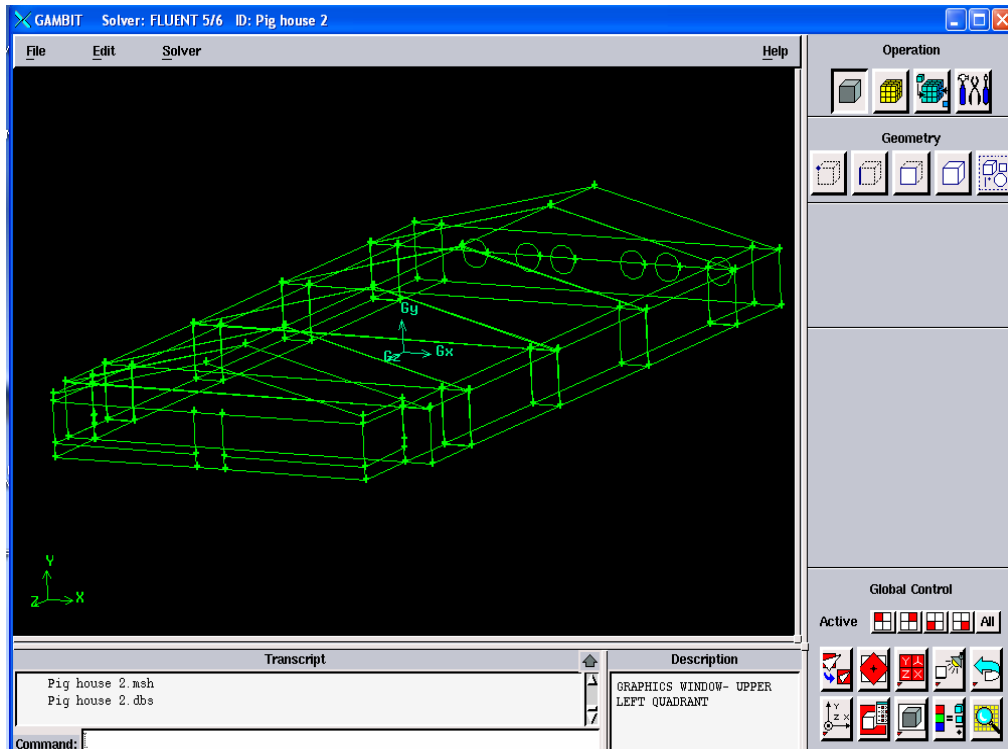 GAMBIT Solver: FLUENT 5/6 ID: Pig house 2
File Edit Solver Help
Operation
Geometry
Gy
Gz Gx
Y
Z X
Global Control
Active All
Transcript
Pig house 2.msh
Pig house 2.dbs
Command:
Description
GRAPHICS WINDOW- UPPER
LEFT QUADRANT